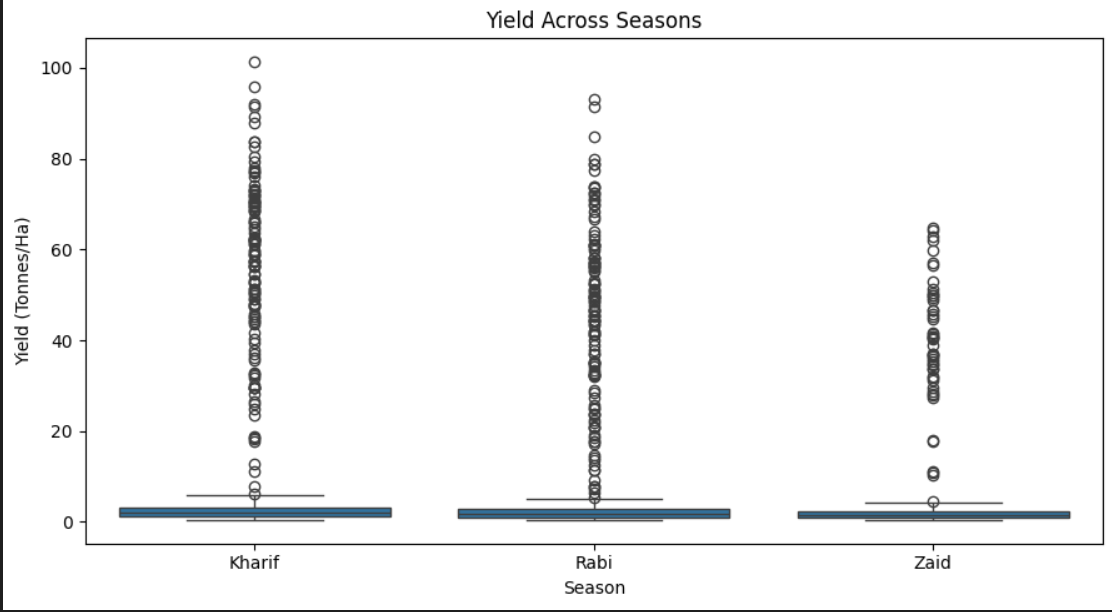 Yield Across Seasons
Yield (Tonnes/Ha)
100
80
60
40
20
0
Kharif
Rabi
Zaid
Season